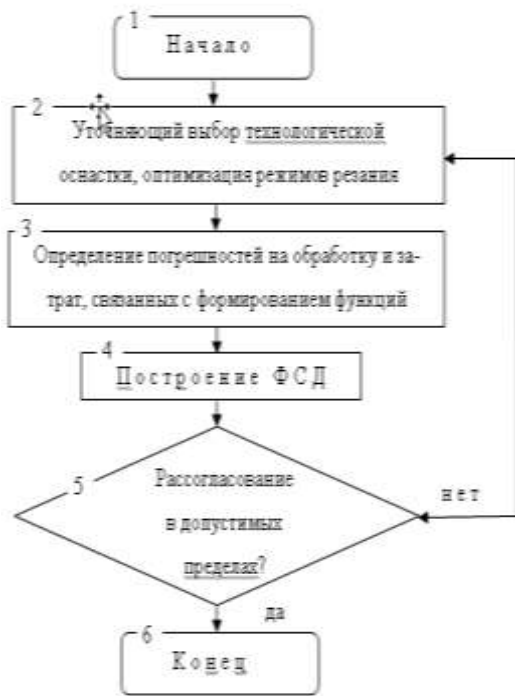 1
Начало
2
Уточняющий выбор технологической
оснастки, оптимизация режимов резания
3
Определение погрешностей на обработку и за-
трат, связанных с формированием функций
4
Построение ФСД
5
Рассогласование
в допустимых
пределах?
нет
да
6
Конец